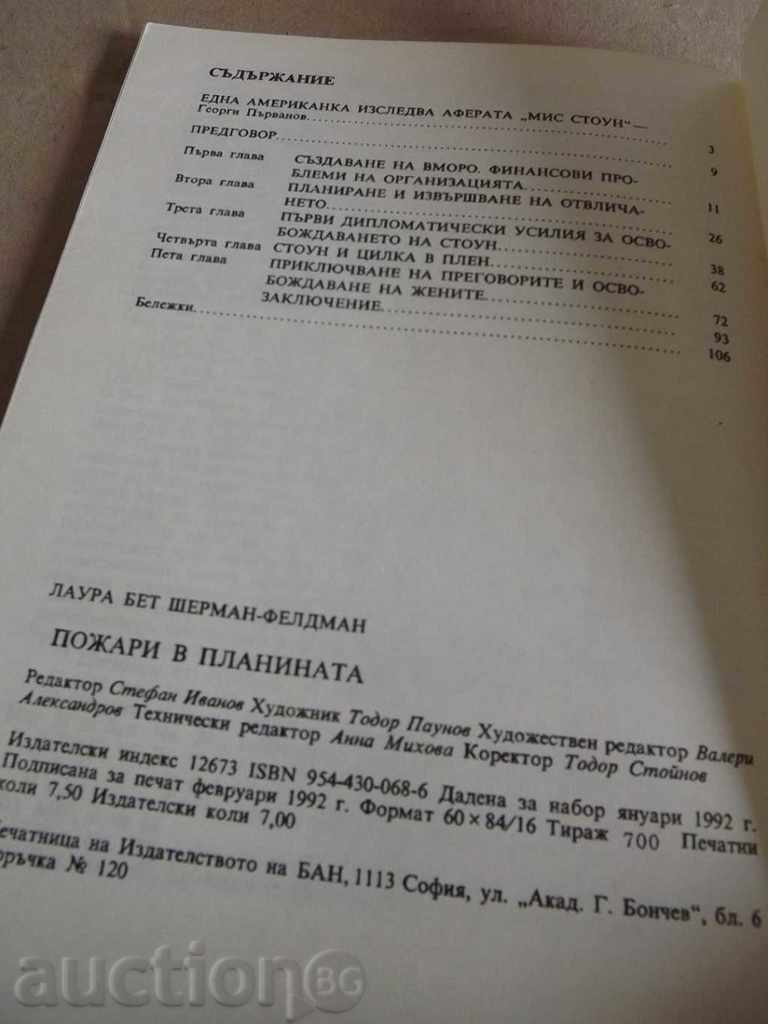 СЪДЪРЖАНИЕ
ЕДНА АМЕРИКАНКА ИЗСЛЕДВА АФЕРАТА „МИС СТОУН“ —
Георги Първанов 3
ПРЕДГОВОР 9
Първа глава СЪЗДАВАНЕ НА ВМОРО. ФИНАНСОВИ ПРО-
БЛЕМИ НА ОРГАНИЗАЦИЯТА 11
Втора глава ПЛАНИРАНЕ И ИЗВЪРШВАНЕ НА ОТВЛИЧА-
НЕТО 26
Трета глава ПЪРВИ ДИПЛОМАТИЧЕСКИ УСИЛИЯ ЗА ОСВО-
БОЖДАВАНЕТО НА СТОУН 38
Четвърта глава СТОУН И ЦИЛКА В ПЛЕН 62
Пета глава ПРИКЛЮЧВАНЕ НА ПРЕГОВОРИТЕ И ОСВО-
БОЖДАВАНЕ НА ЖЕНИТЕ 72
ЗАКЛЮЧЕНИЕ 93
Бележки 106
ЛАУРА БЕТ ШЕРМАН-ФЕЛДМАН
ПОЖАРИ В ПЛАНИНАТА
Редактор Стефан Иванов Художник Тодор Паунов Художествен редактор Валери
Александров Технически редактор Анна Михова Коректор Тодор Стойнов
Издателски индекс 12673 ISBN 954-430-068-6 Дадена за набор януари 1992 г.
Подписана за печат февруари 1992 г. Формат 60×84/16 Тираж 700 Печатни
коли 7,50 Издателски коли 7,00
Печатница на Издателството на БАН, 1113 София, ул. „Акад. Г. Бончев“, бл. 6
оръчка № 120
auction BG